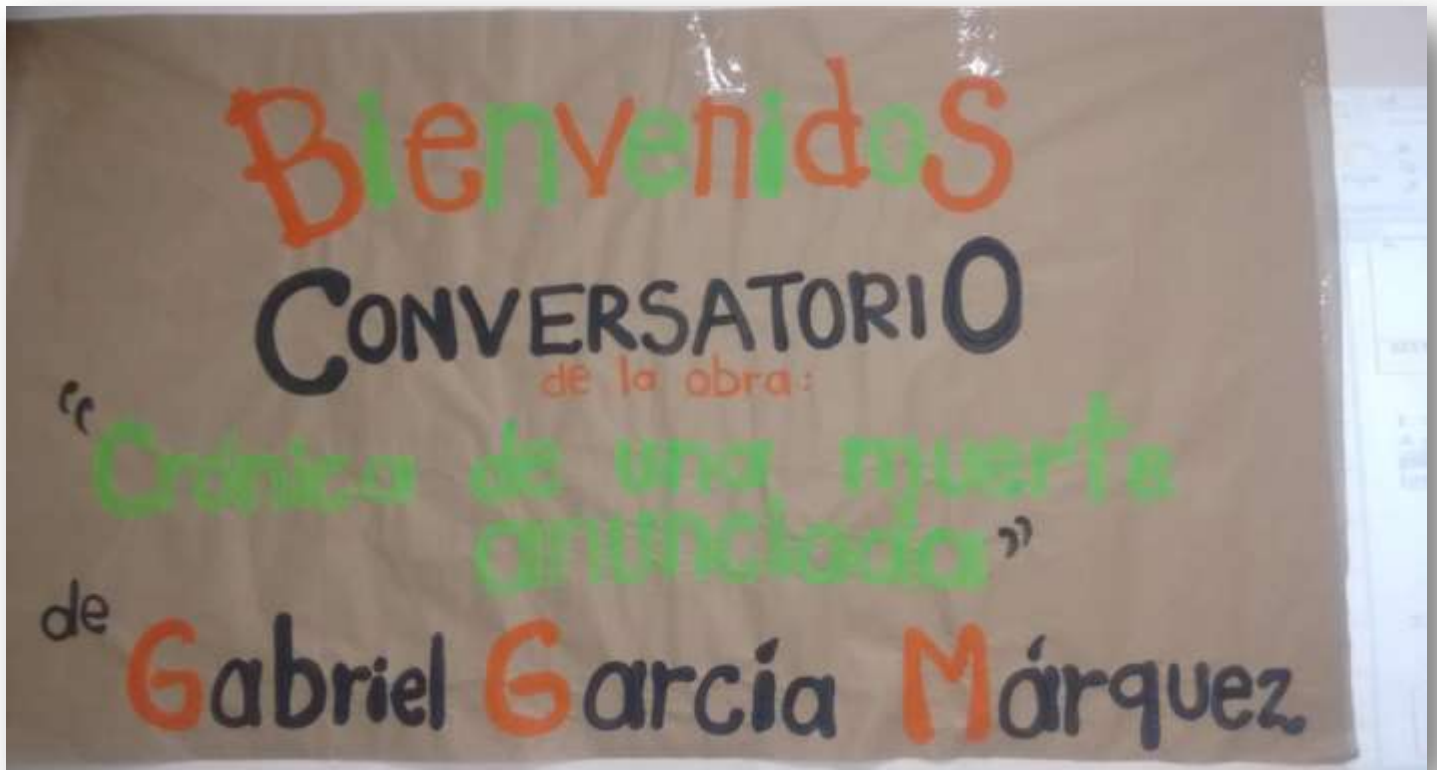 Bienvenidos
CONVERSATORIO
de la obra:
"Crónica de una muerte
anunciada"
de Gabriel García Márquez